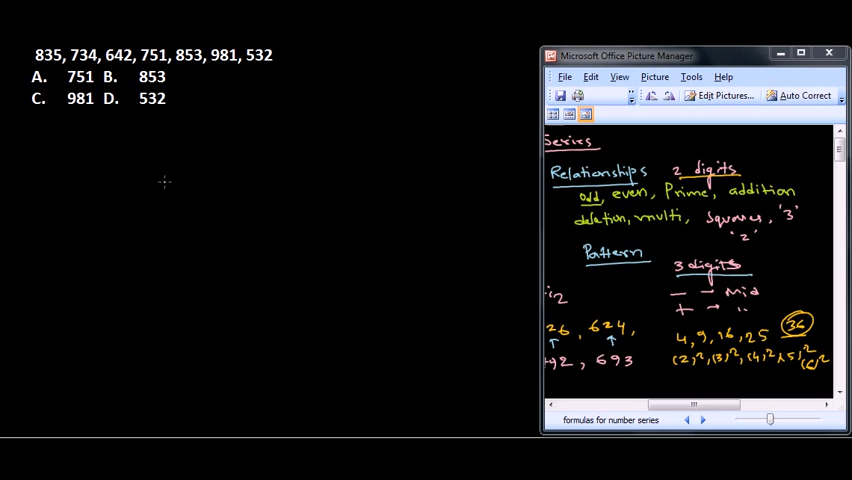 835, 734, 642, 751, 853, 981, 532
A. 751 B. 853
C. 981 D. 532
Microsoft Office Picture Manager
File Edit View Picture Tools Help
Edit Pictures... Auto Correct
Series
Relationships 2 digits
odd, even, Prime, addition
deletion, multi, Squares, '3'
'2'
Pattern
3 digits
— → Mid
+ → "
26, 624,
4, 9, 16, 25 36
92, 693
(2)², (3)², (4)², (5)², (6)²
formulas for number series